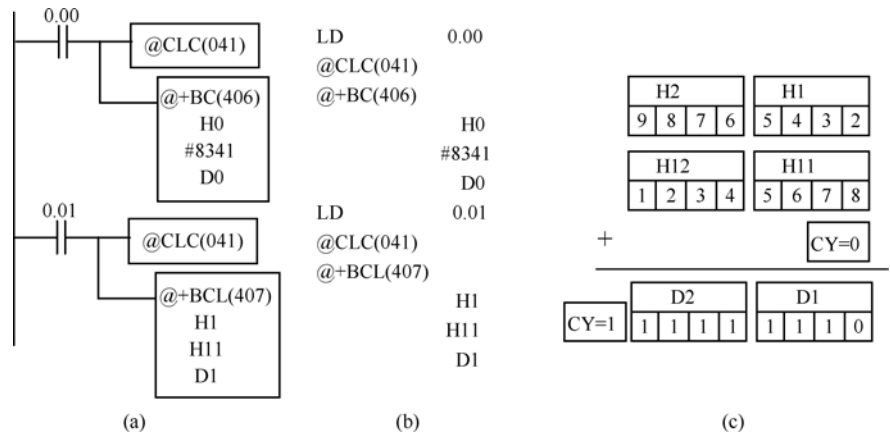 0.00
@CLC(041)
@+BC(406)
H0
#8341
D0
0.01
@CLC(041)
@+BCL(407)
H1
H11
D1
(a)
LD 0.00
@CLC(041)
@+BC(406)
H0
#8341
D0
LD 0.01
@CLC(041)
@+BCL(407)
H1
H11
D1
(b)
H2 H1
9 8 7 6 5 4 3 2
H12 H11
1 2 3 4 5 6 7 8
+ CY=0
D2 D1
CY=1 1 1 1 1 1 1 1 0
(c)